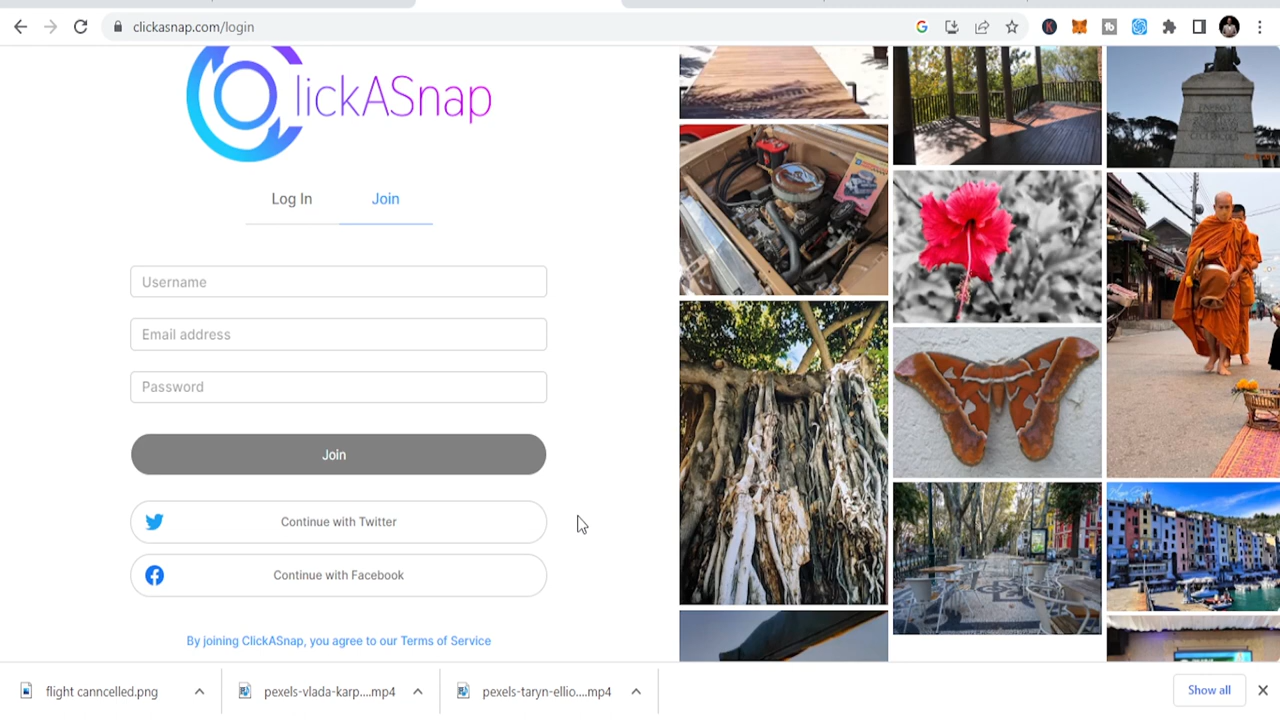 clickasnap.com/login
ClickASnap
Log In
Join
Username
Email address
Password
Join
Continue with Twitter
Continue with Facebook
By joining ClickASnap, you agree to our Terms of Service
flight canncelled.png
pexels-vlada-karp....mp4
pexels-taryn-ellio....mp4
Show all